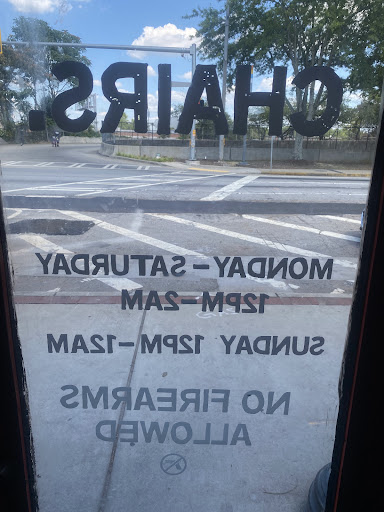 CHAIRS.
MONDAY-SATURDAY
12PM-2AM
SUNDAY 12PM-12AM
NO FIREARMS
ALLOWED